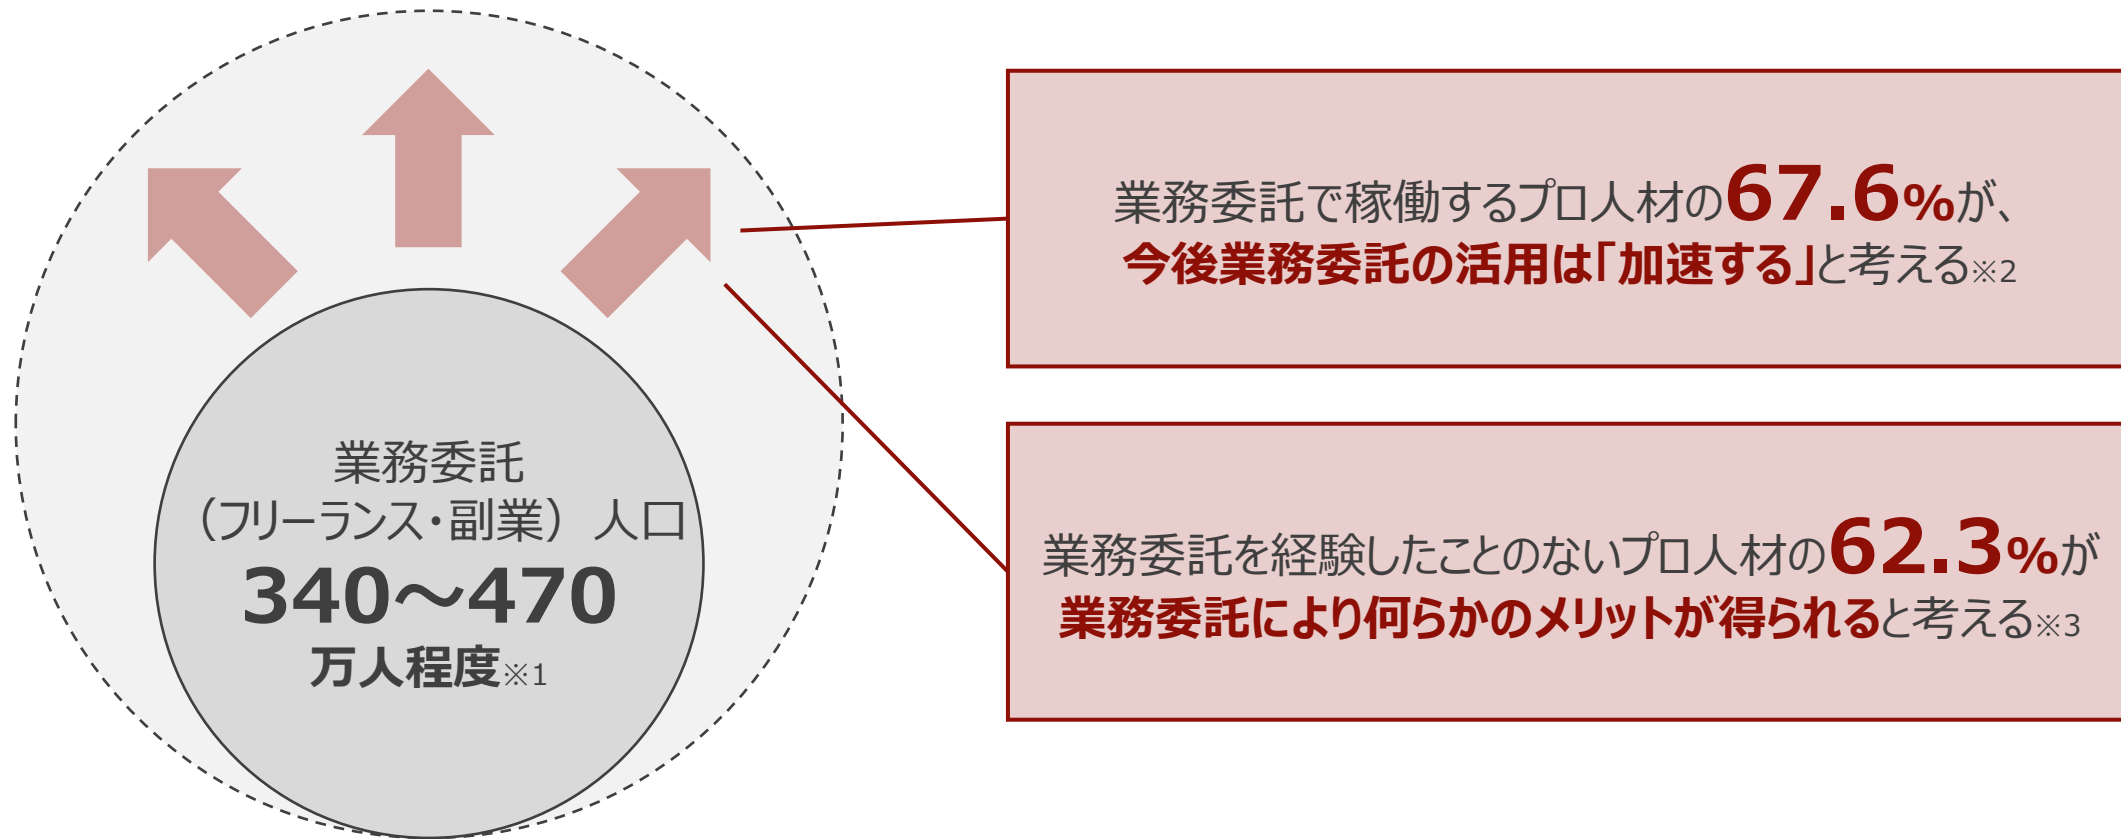 業務委託
（フリーランス・副業）人口
340～470
万人程度※1
業務委託で稼働するプロ人材の67.6%が、
今後業務委託の活用は「加速する」と考える※2
業務委託を経験したことのないプロ人材の62.3%が
業務委託により何らかのメリットが得られると考える※3